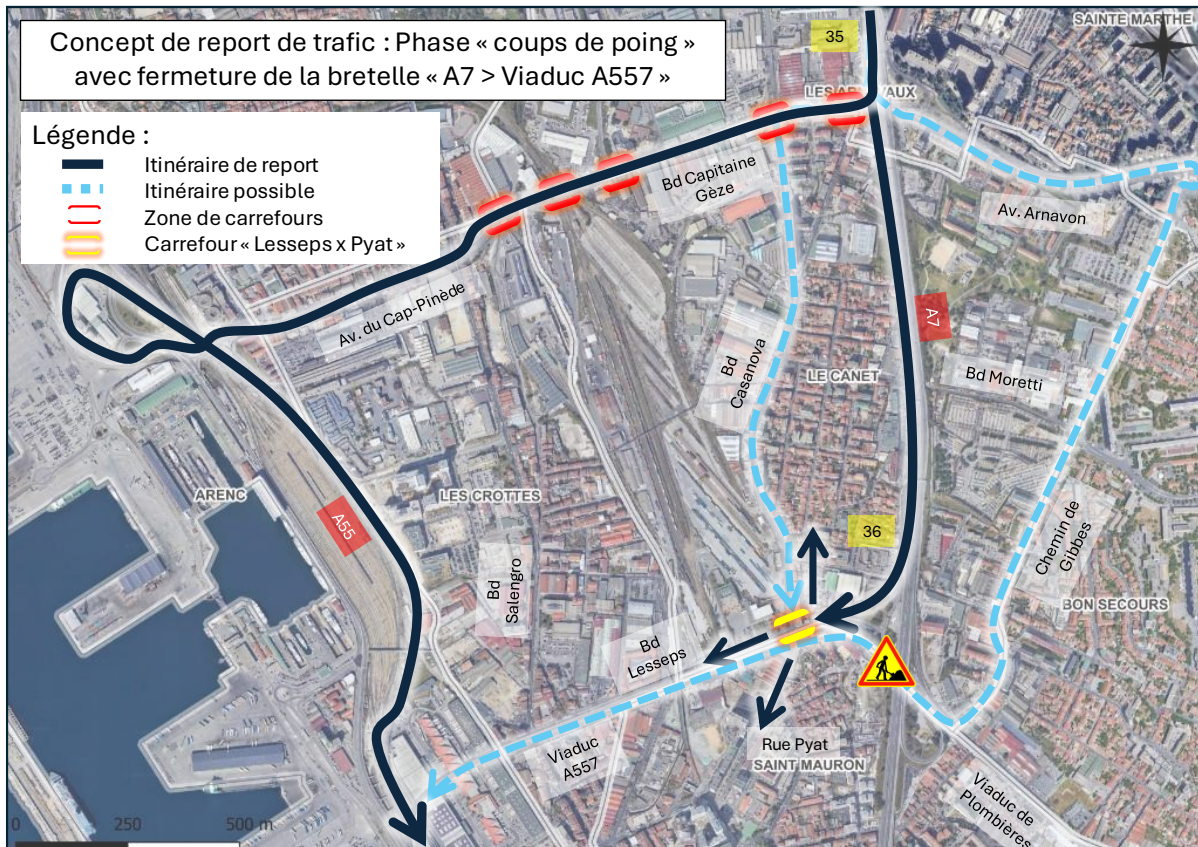 Concept de report de trafic : Phase « coups de poing »
avec fermeture de la bretelle « A7 > Viaduc A557 »
Légende :
Itinéraire de report
Itinéraire possible
Zone de carrefours
Carrefour « Lesseps x Pyat »
35
SAINTE MARTHE
Bd Capitaine
Gèze
Av. Arnavon
Av. du Cap-Pinède
A7
Bd
Casanova
LE CANET
Bd Moretti
ARENC
LES CROTTES
A55
36
Chemin de
Gibbes
Bd
Salengro
BON SECOURS
Bd
Lesseps
Viaduc
A557
Rue Pyat
SAINT MAURON
Viaduc de
Plombières
0
250
500 m